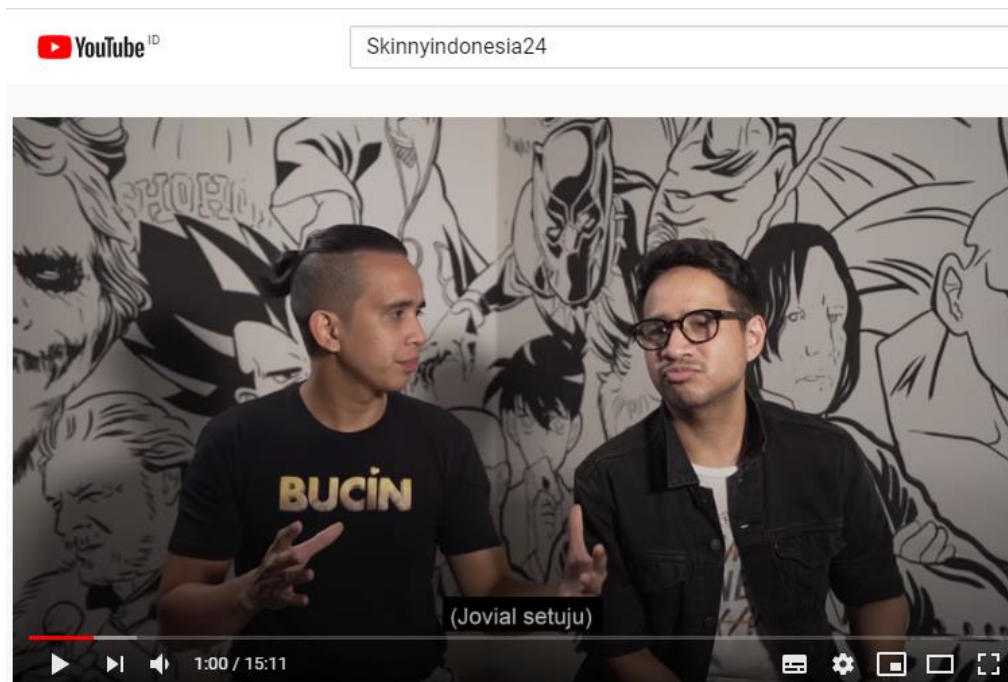 YouTube ID
Skinnyindonesia24
BUCIN
(Jovial setuju)
1:00 / 15:11